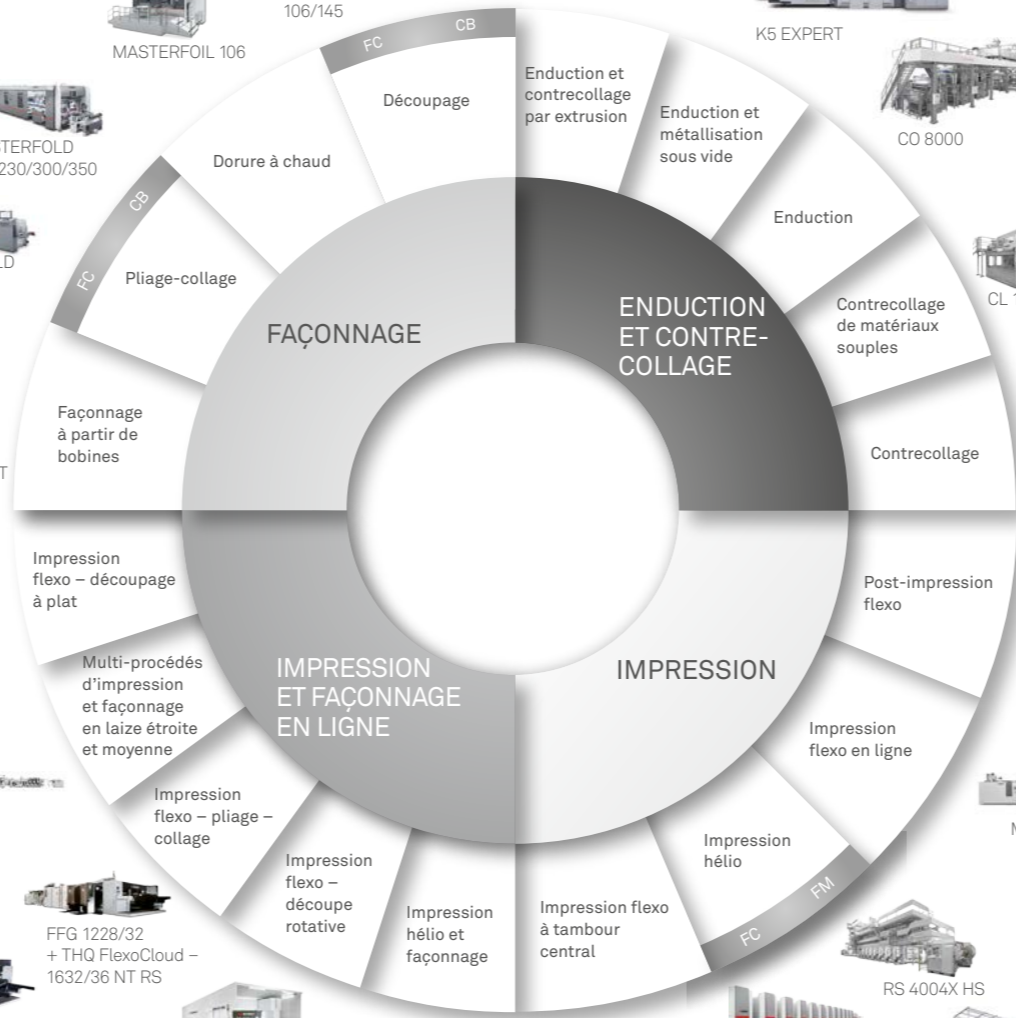 106/145
MASTERFOIL 106
K5 EXPERT
CO 8000
STERFOLD
230/300/350
LD
CL 1
T
FC
CB
Découpage
Dorure à chaud
CB
FC
Pliage-collage
Façonnage
à partir de
bobines
FAÇONNAGE
Enduction et
contrecollage
par extrusion
Enduction et
métallisation
sous vide
Enduction
Contrecollage
de matériaux
souples
Contrecollage
ENDUCTION
ET CONTRE-
COLLAGE
Post-impression
flexo
Impression
flexo en ligne
Impression
hélio
FM
FC
Impression flexo
à tambour
central
IMPRESSION
Impression
flexo – découpage
à plat
Multi-procédés
d’impression
et façonnage
en laize étroite
et moyenne
Impression
flexo – pliage –
collage
Impression
flexo –
découpe
rotative
Impression
hélio et
façonnage
IMPRESSION
ET FAÇONNAGE
EN LIGNE
FFG 1228/32
+ THQ FlexoCloud –
1632/36 NT RS
RS 4004X HS